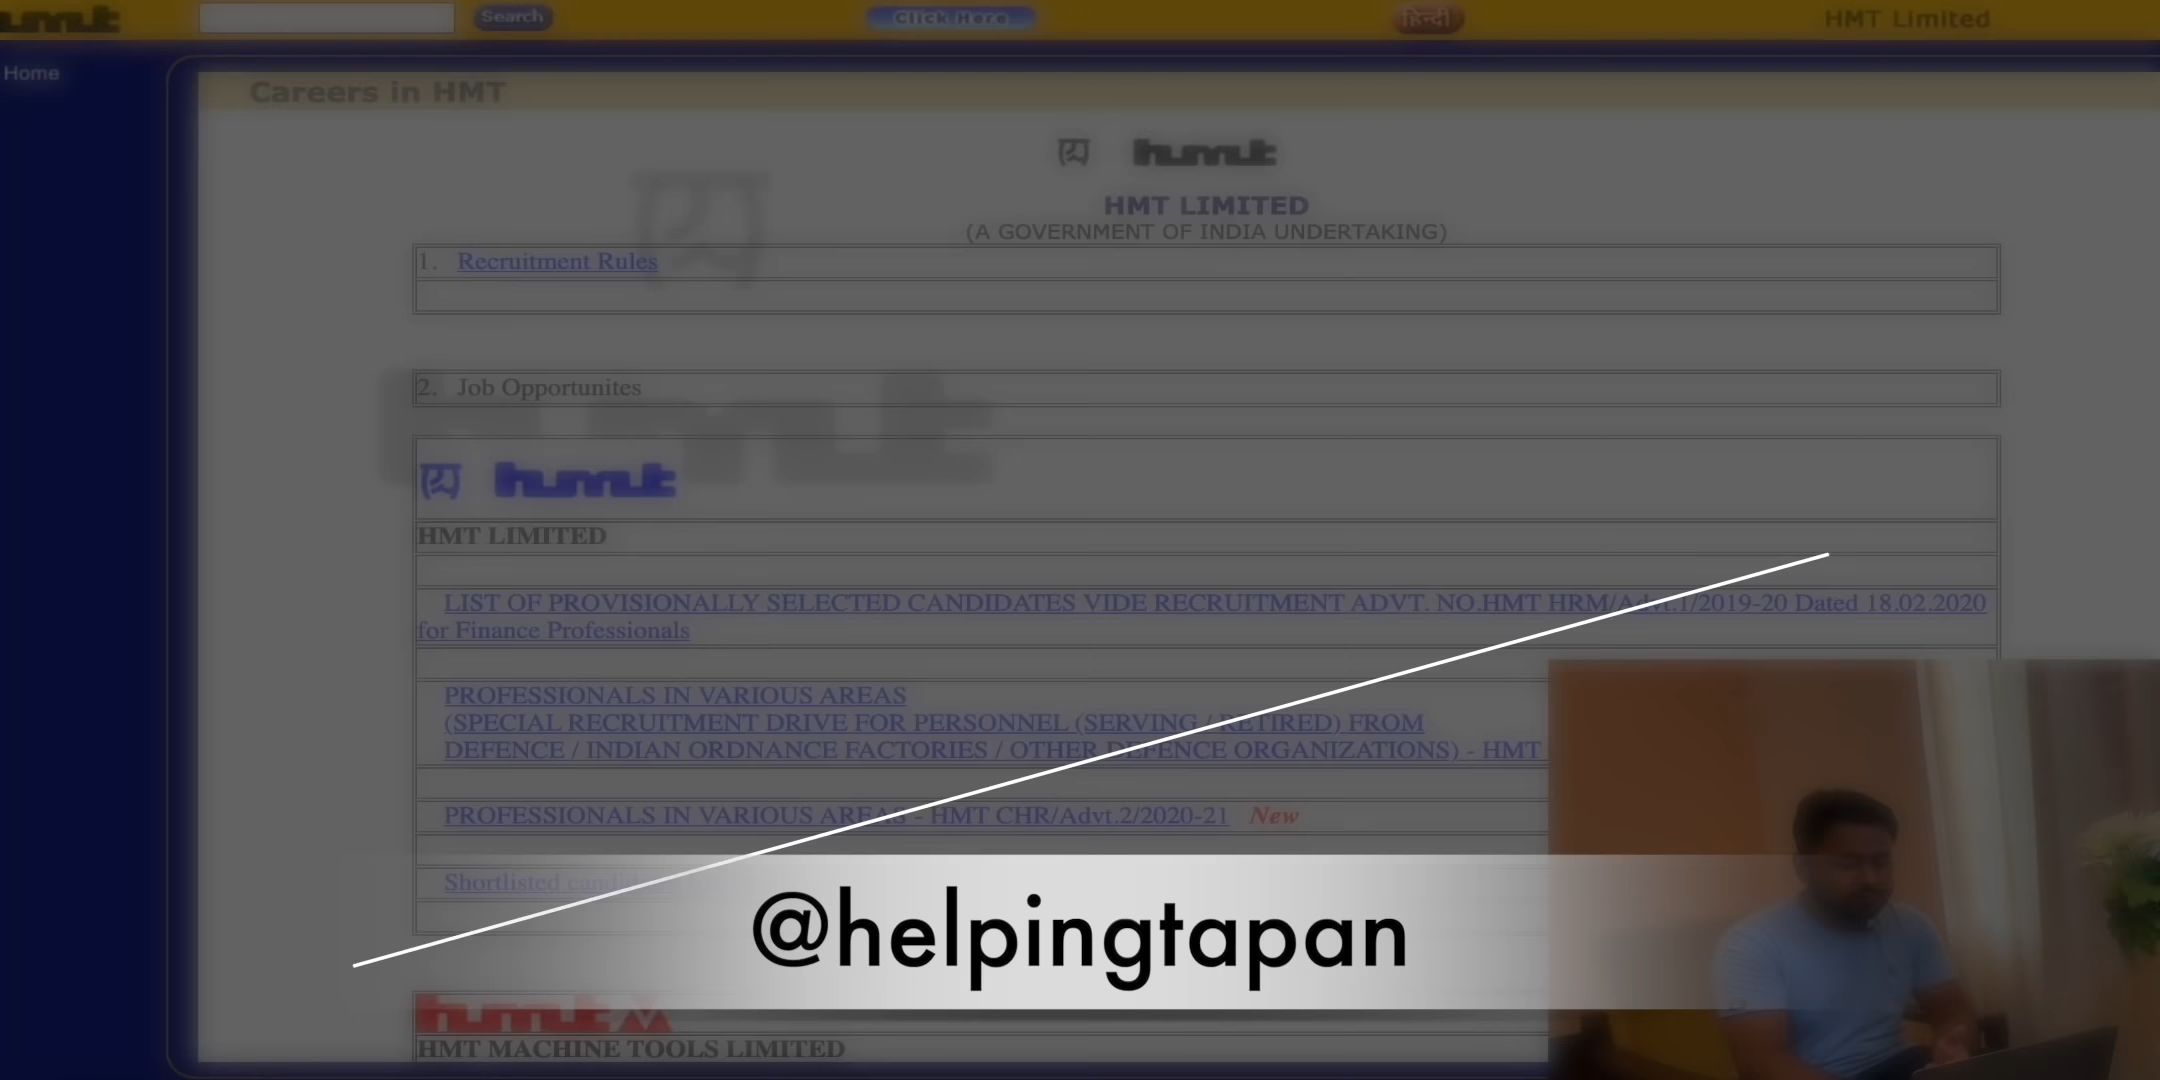 hmt
Search
Click Here
हिन्दी
HMT Limited
Home
Careers in HMT
hmt
HMT LIMITED
(A GOVERNMENT OF INDIA UNDERTAKING)
1. Recruitment Rules
2. Job Opportunites
hmt
hmt
HMT LIMITED
LIST OF PROVISIONALLY SELECTED CANDIDATES VIDE RECRUITMENT ADVT. NO.HMT HRM/Advt.1/2019-20 Dated 18.02.2020
for Finance Professionals
PROFESSIONALS IN VARIOUS AREAS
(SPECIAL RECRUITMENT DRIVE FOR PERSONNEL (SERVING / RETIRED) FROM
DEFENCE / INDIAN ORDNANCE FACTORIES / OTHER DEFENCE ORGANIZATIONS) - HMT
PROFESSIONALS IN VARIOUS AREAS - HMT CHR/Advt.2/2020-21 New
Shortlisted
@helpingtapan
hmt
HMT MACHINE TOOLS LIMITED